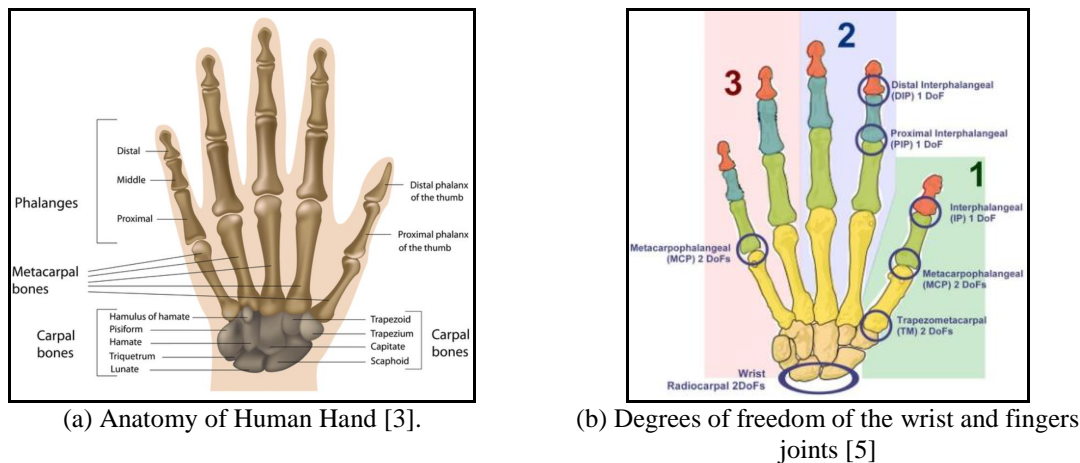 Phalanges
Distal
Middle
Proximal
Metacarpal
bones
Carpal
bones
Hamulus of hamate
Pisiform
Hamate
Triquetrum
Lunate
Distal phalanx
of the thumb
Proximal phalanx
of the thumb
Trapezoid
Trapezium
Capitate
Scaphoid
Carpal
bones
(a) Anatomy of Human Hand [3].
2
3
1
Distal Interphalangeal
(DIP) 1 DoF
Proximal Interphalangeal
(PIP) 1 DoF
Interphalangeal
(IP) 1 DoF
Metacarpophalangeal
(MCP) 2 DoFs
Metacarpophalangeal
(MCP) 2 DoFs
Trapezometacarpal
(TM) 2 DoFs
Wrist
Radiocarpal 2DoFs
(b) Degrees of freedom of the wrist and fingers
joints [5]